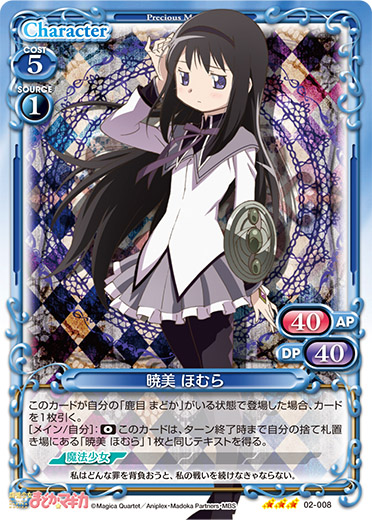 Precious M
Character
COST
5
SOURCE
1
40 AP
DP 40
暁美 ほむら
このカードが自分の「鹿目 まどか」がいる状態で登場した場合、カード
を1枚引く。
[メイン/自分]: このカードは、ターン終了時まで自分の捨て札置
き場にある「暁美 ほむら」1枚と同じテキストを得る。
魔法少女
私はどんな罪を背負おうと、私の戦いを続けなきゃならない。
まどか☆マギカ
©Magica Quartet／Aniplex・Madoka Partners・MBS
02-008